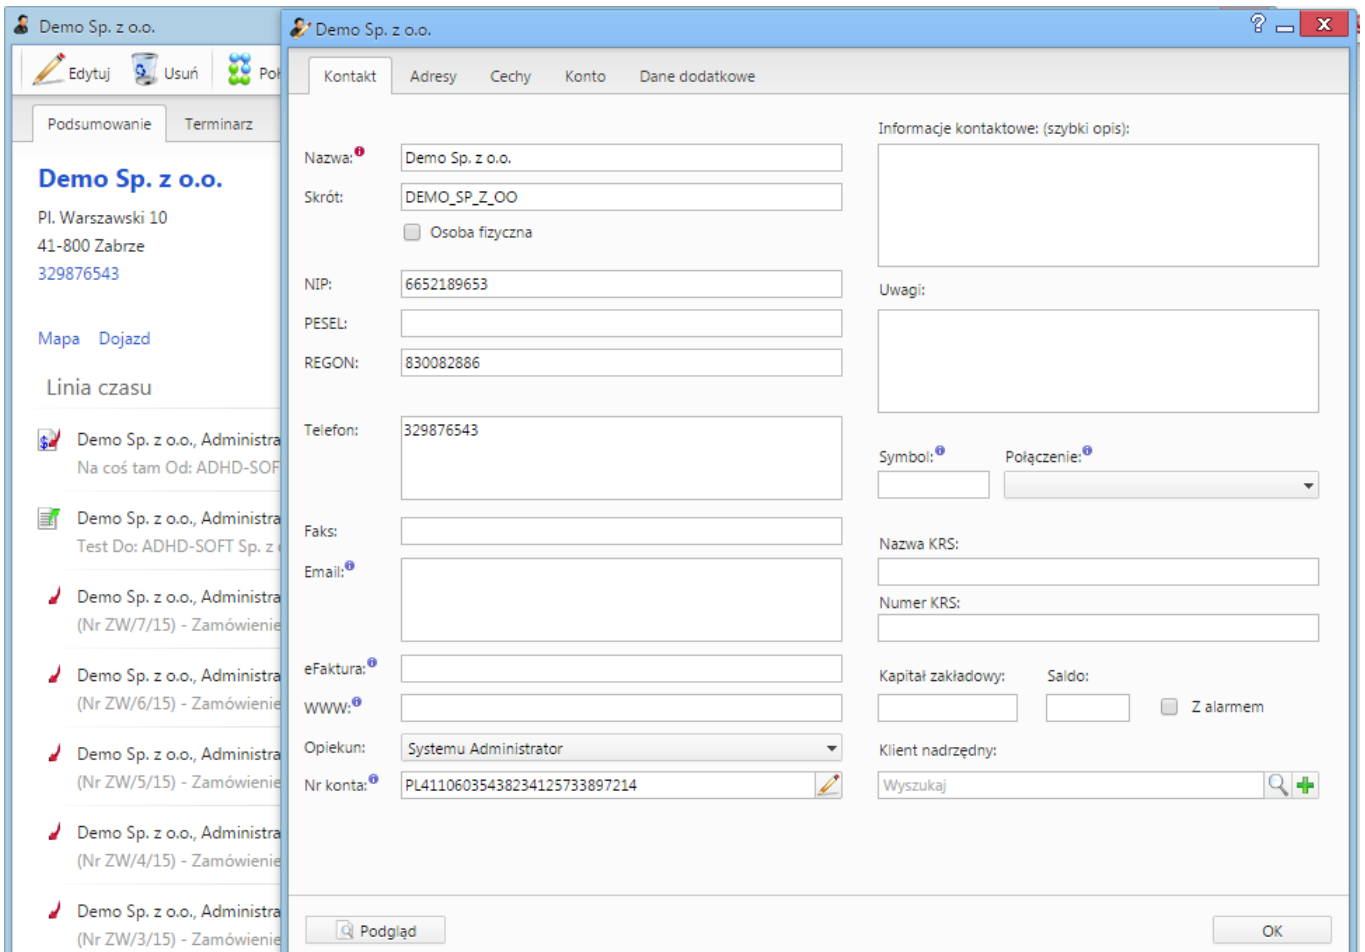 Demo Sp. z o.o.
Edytuj Usuń
Podsumowanie Terminarz
Demo Sp. z o.o.
Pl. Warszawski 10
41-800 Zabrze
329876543
Mapa Dojazd
Linia czasu
Demo Sp. z o.o., Administra
Na coś tam Od: ADHD-SOF
Demo Sp. z o.o., Administra
Test Do: ADHD-SOFT Sp. z
Demo Sp. z o.o., Administra
(Nr ZW/7/15) - Zamówienie
Demo Sp. z o.o., Administra
(Nr ZW/6/15) - Zamówienie
Demo Sp. z o.o., Administra
(Nr ZW/5/15) - Zamówienie
Demo Sp. z o.o., Administra
(Nr ZW/4/15) - Zamówienie
Demo Sp. z o.o., Administra
(Nr ZW/3/15) - Zamówienie
Demo Sp. z o.o.
Kontakt Adresy Cechy Konto Dane dodatkowe
Nazwa: Demo Sp. z o.o.
Skrót: DEMO_SP_Z_OO
Osoba fizyczna
NIP: 6652189653
PESEL:
REGON: 830082886
Telefon: 329876543
Faks:
Email:
eFaktura:
WWW:
Opiekun: Systemu Administrator
Nr konta: PL41106035438234125733897214
Informacje kontaktowe: (szybki opis):
Uwagi:
Symbol: Połączenie:
Nazwa KRS:
Numer KRS:
Kapitał zakładowy: Saldo:
Z alarmem
Klient nadrzędny:
Wyszukaj
Podgląd OK